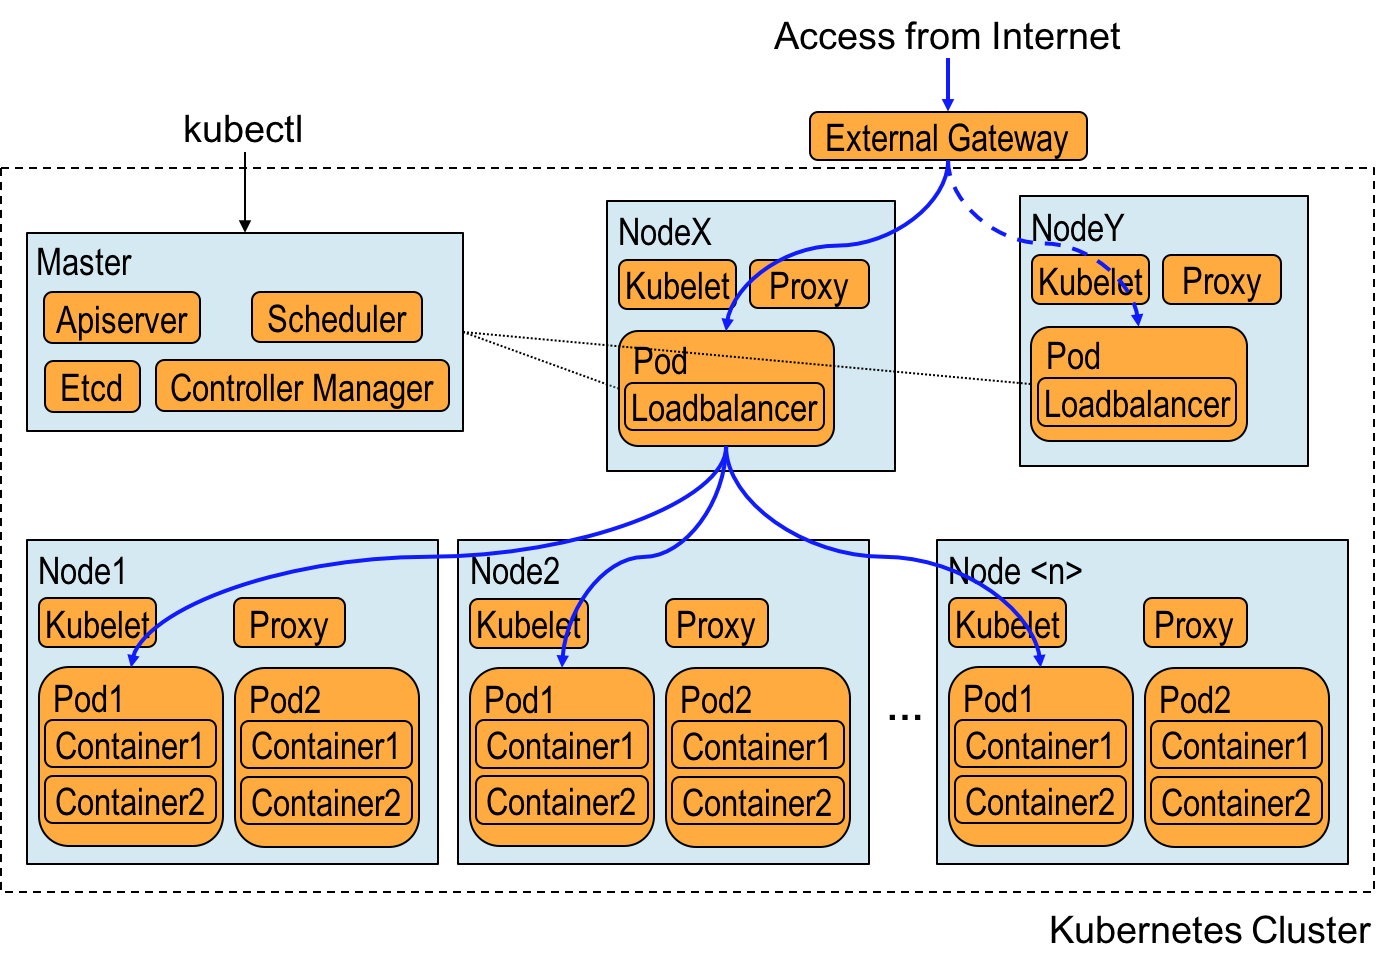 Access from Internet
kubectl
External Gateway
Master
Apiserver
Scheduler
Etcd
Controller Manager
NodeX
Kubelet
Proxy
Pod
Loadbalancer
NodeY
Kubelet
Proxy
Pod
Loadbalancer
Node1
Kubelet
Proxy
Pod1
Container1
Container2
Pod2
Container1
Container2
Node2
Kubelet
Proxy
Pod1
Container1
Container2
Pod2
Container1
Container2
...
Node <n>
Kubelet
Proxy
Pod1
Container1
Container2
Pod2
Container1
Container2
Kubernetes Cluster